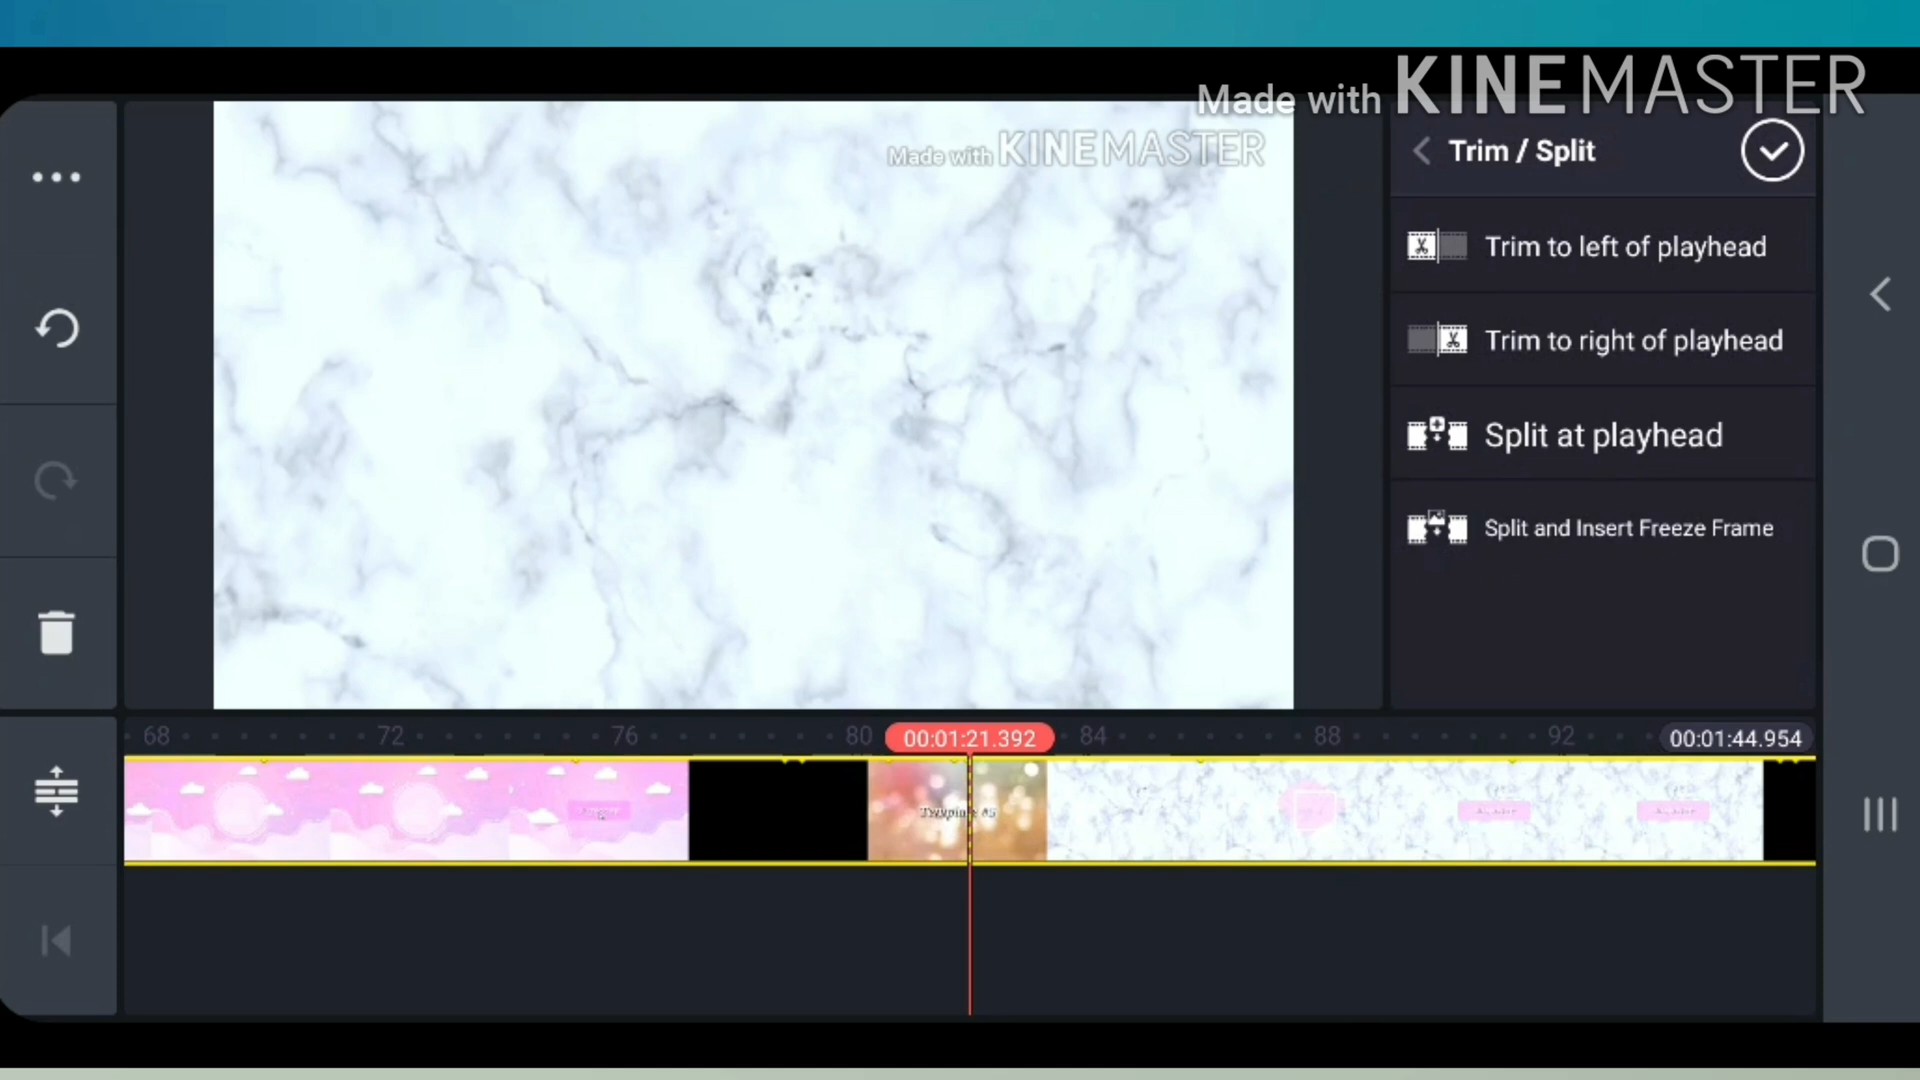 Made with KINEMASTER
Made with KINEMASTER
Trim / Split
Trim to left of playhead
Trim to right of playhead
Split at playhead
Split and Insert Freeze Frame
68 72 76 80 00:01:21.392 84 88 92 00:01:44.954